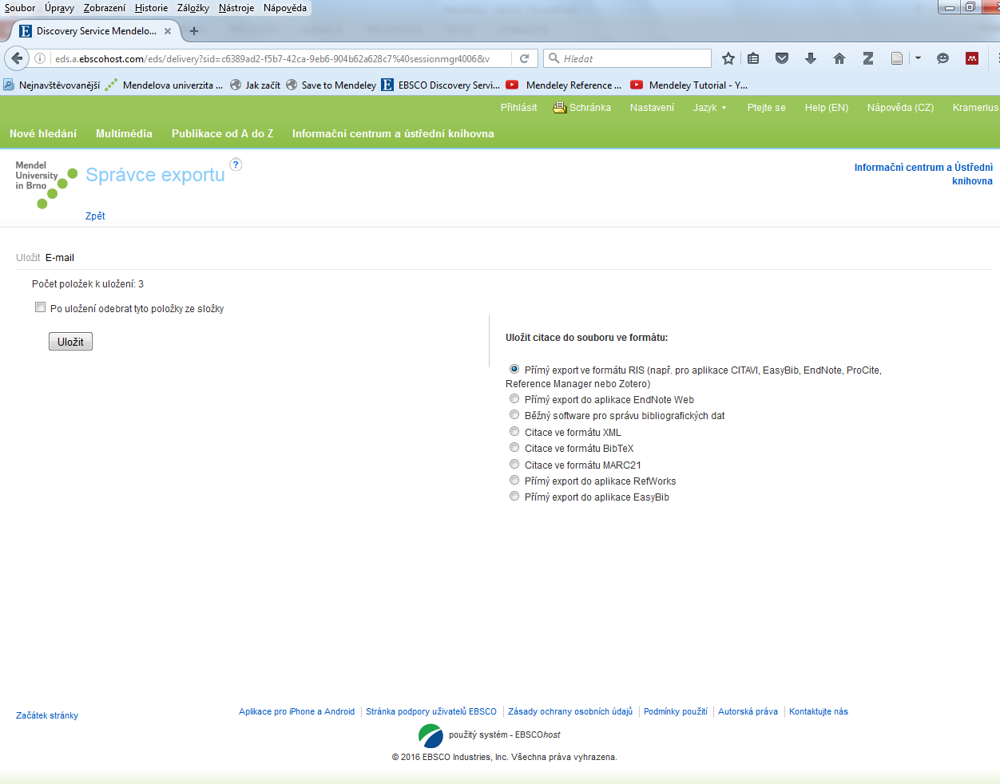 Soubor Úpravy Zobrazení Historie Záložky Nástroje Nápověda
Discovery Service Mendelo...
eds.a.ebscohost.com/eds/delivery?sid=c6389ad2-f5b7-42ca-9eb6-904b62a628c7%40sessionmgr4006&v
Hledat
Nejnavštěvovanější Mendelova univerzita ... Jak začít Save to Mendeley EBSCO Discovery Servi... Mendeley Reference ... Mendeley Tutorial - Y...
Přihlásit Schránka Nastavení Jazyk Ptejte se Help (EN) Nápověda (CZ) Kramerius
Nové hledání Multimédia Publikace od A do Z Informační centrum a ústřední knihovna
Mendel
University
in Brno
Správce exportu ?
Informační centrum a Ústřední
knihovna
Zpět
Uložit E-mail
Počet položek k uložení: 3
Po uložení odebrat tyto položky ze složky
Uložit
Uložit citace do souboru ve formátu:
Přímý export ve formátu RIS (např. pro aplikace CITAVI, EasyBib, EndNote, ProCite,
Reference Manager nebo Zotero)
Přímý export do aplikace EndNote Web
Běžný software pro správu bibliografických dat
Citace ve formátu XML
Citace ve formátu BibTeX
Citace ve formátu MARC21
Přímý export do aplikace RefWorks
Přímý export do aplikace EasyBib
Začátek stránky
Aplikace pro iPhone a Android Stránka podpory uživatelů EBSCO Zásady ochrany osobních údajů Podmínky použití Autorská práva Kontaktujte nás
použitý systém - EBSCOhost
© 2016 EBSCO Industries, Inc. Všechna práva vyhrazena.